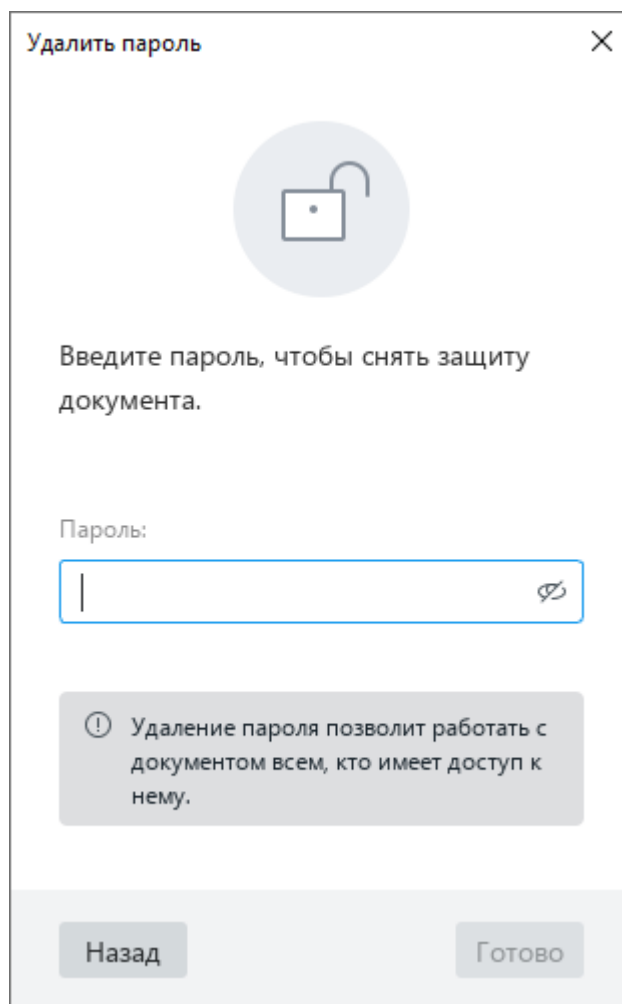 Удалить пароль
Введите пароль, чтобы снять защиту
документа.
Пароль:
Удаление пароля позволит работать с
документом всем, кто имеет доступ к
нему.
Назад
Готово